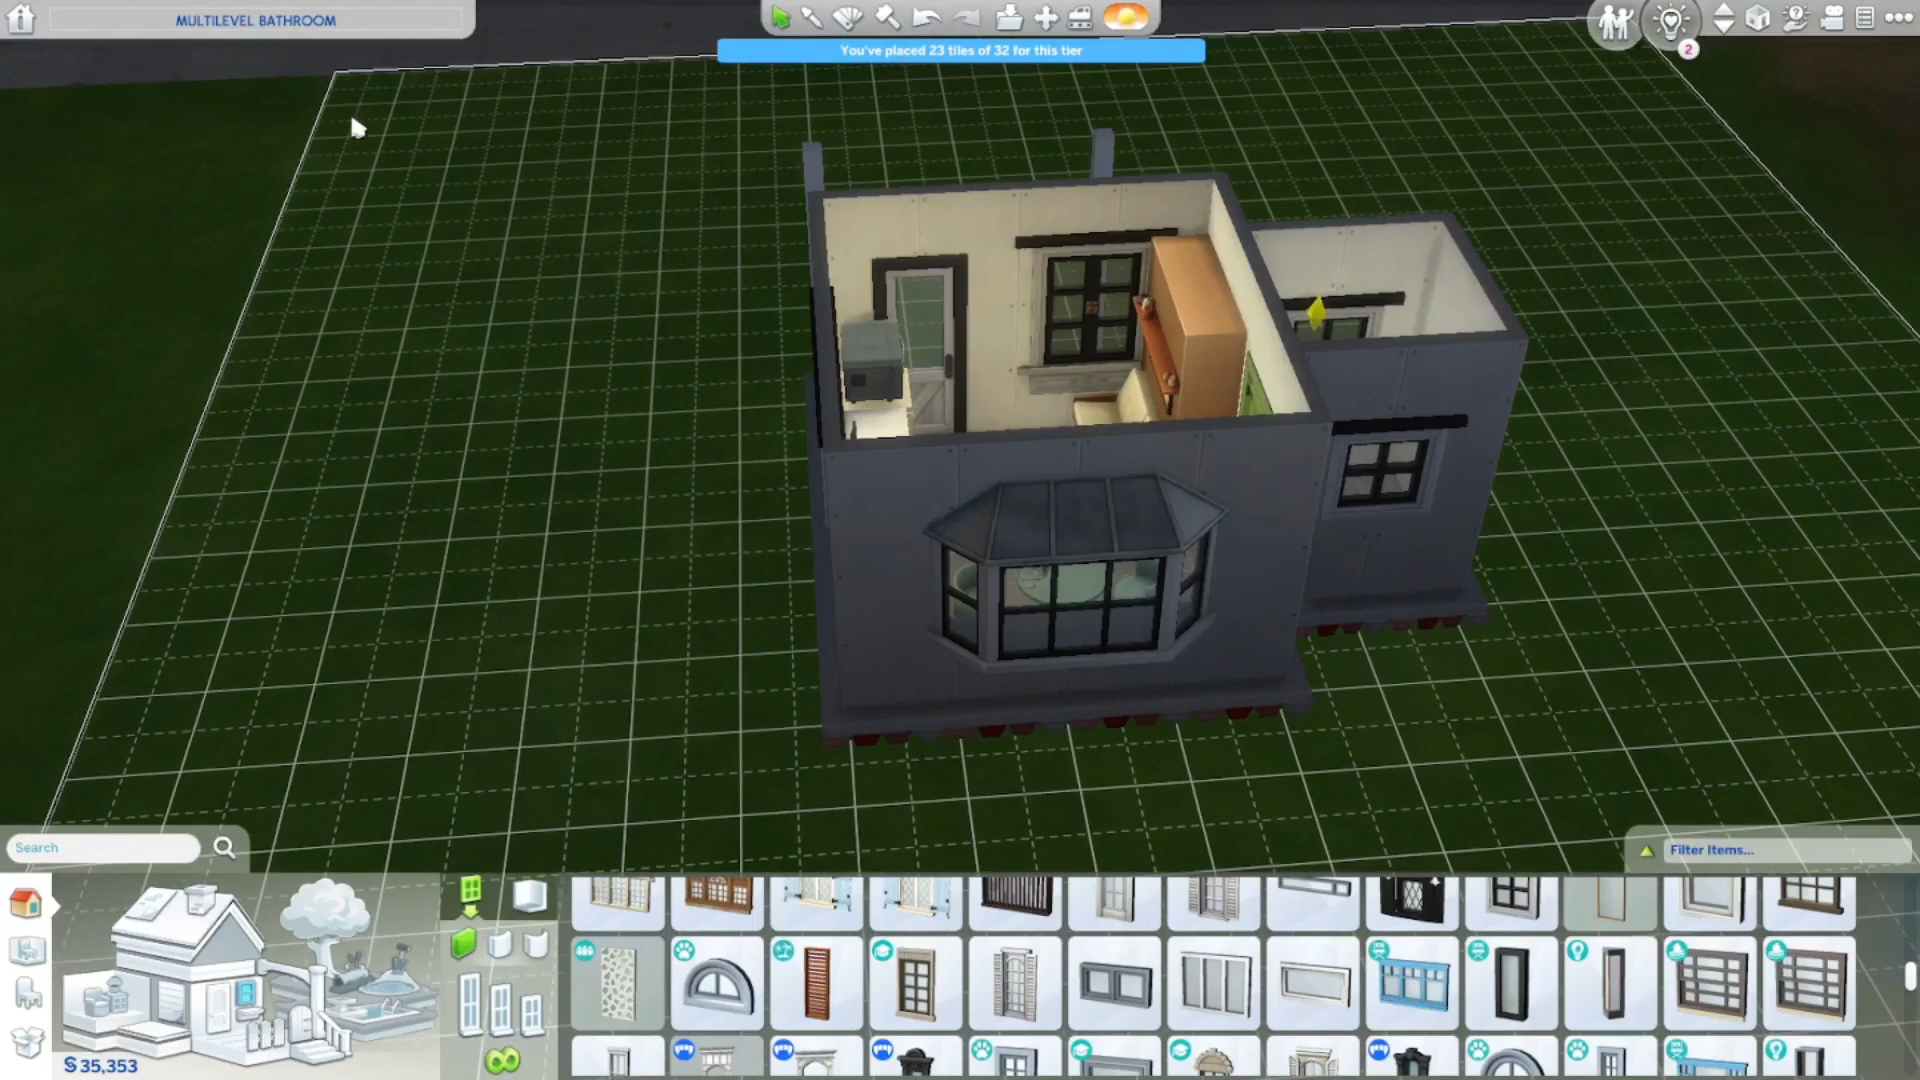 MULTILEVEL BATHROOM
You've placed 23 tiles of 32 for this tier
2
Search
Filter Items...
§35,353